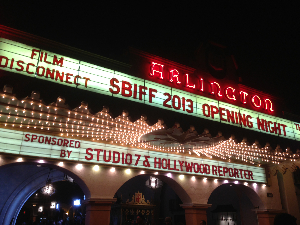 ARLINGTON
FILM
DISCONNECT
SBIFF 2013 OPENING NIGHT
SPONSORED
BY
STUDIO 7 & HOLLYWOOD REPORTER